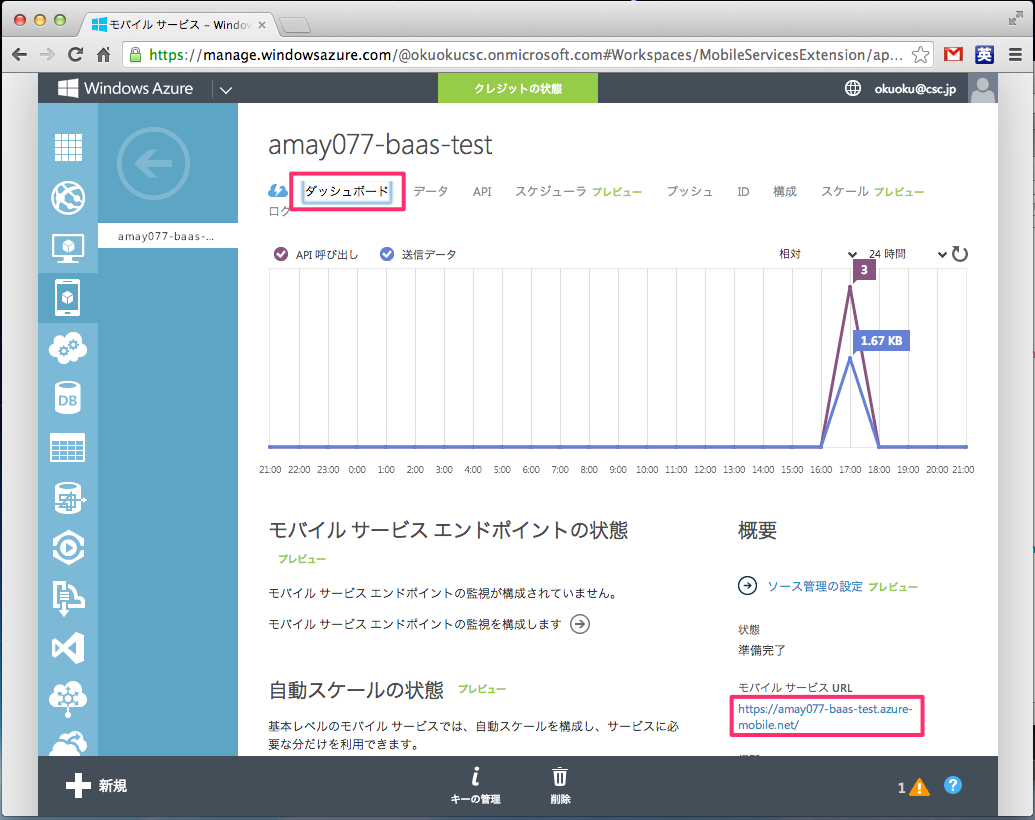 モバイル サービス – Windov
https://manage.windowsazure.com/@okuokucsc.onmicrosoft.com#Workspaces/MobileServicesExtension/ap...
英
Windows Azure
クレジットの状態
okuoku@csc.jp
amay077-baas-test
ダッシュボード データ API スケジューラ プレビュー プッシュ ID 構成 スケール プレビュー
ログ
amay077-baas-...
API 呼び出し 送信データ 相対 24 時間
3
1.67 KB
DB
21:00 22:00 23:00 0:00 1:00 2:00 3:00 4:00 5:00 6:00 7:00 8:00 9:00 10:00 11:00 12:00 13:00 14:00 15:00 16:00 17:00 18:00 19:00 20:00 21:00
モバイル サービス エンドポイントの状態
プレビュー
モバイル サービス エンドポイントの監視が構成されていません。
モバイル サービス エンドポイントの監視を構成します
自動スケールの状態 プレビュー
基本レベルのモバイル サービスでは、自動スケールを構成し、サービスに必
要な分だけを利用できます。
概要
ソース管理の設定 プレビュー
状態
準備完了
モバイル サービス URL
https://amay077-baas-test.azure-
mobile.net/
新規
キーの管理
削除
1
?